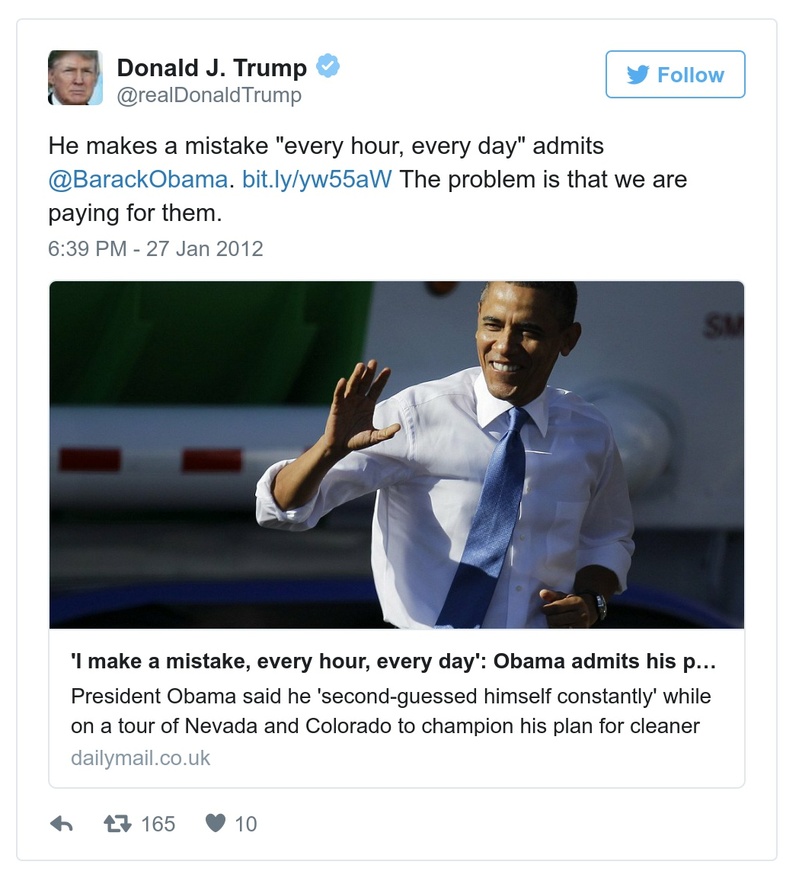 Donald J. Trump
@realDonaldTrump
Follow
He makes a mistake "every hour, every day" admits
@BarackObama. bit.ly/yw55aW The problem is that we are
paying for them.
6:39 PM - 27 Jan 2012
SM
'I make a mistake, every hour, every day': Obama admits his p...
President Obama said he 'second-guessed himself constantly' while
on a tour of Nevada and Colorado to champion his plan for cleaner
dailymail.co.uk
165
10